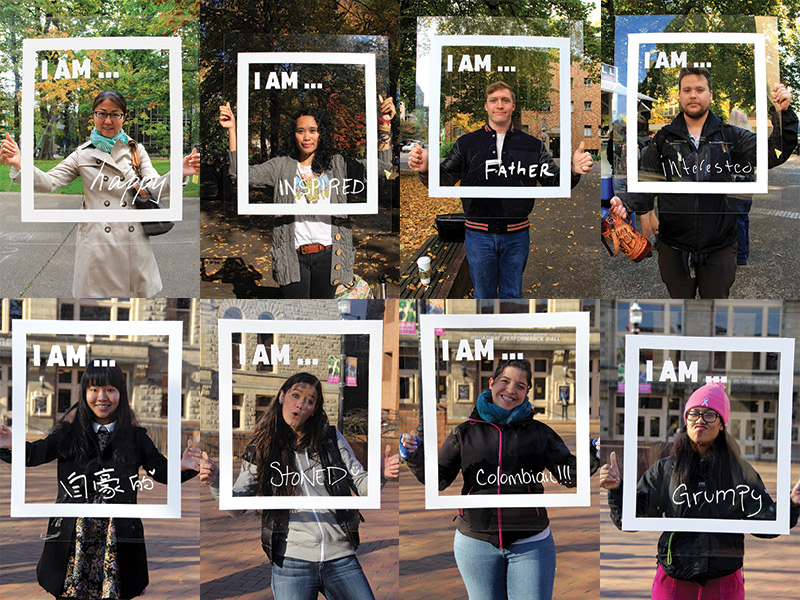 I AM ...
happy
I AM ...
INSPIRED
I AM ...
FATHER
I AM ...
INterested
I AM ...
自豪的
I AM ...
StoNED
I AM ...
Colombian!!!
I AM ...
Grumpy